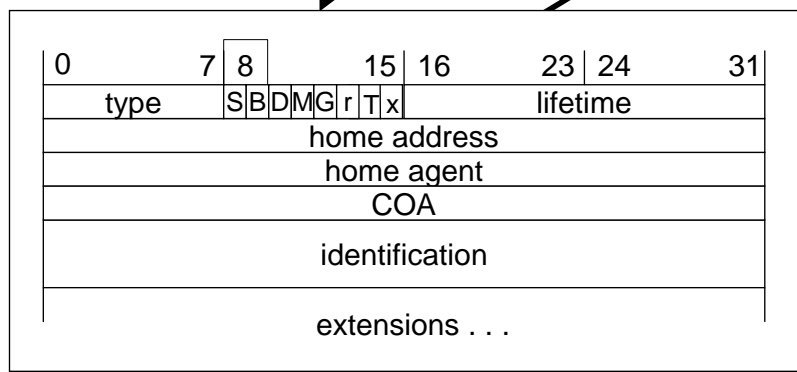 0 7 8 15 16 23 24 31
type S B D M G r T x lifetime
home address
home agent
COA
identification
extensions . . .